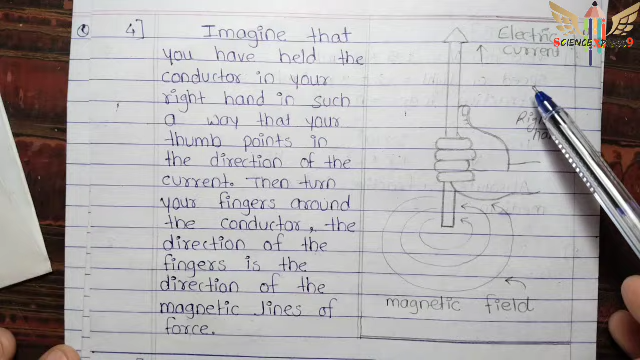 4]
Imagine that
you have held the
conductor in your
right hand in such
a way that your
thumb points in
the direction of the
current. Then turn
your fingers around
the conductor, the
direction of the
fingers is the
direction of the
magnetic lines of
force.
Electric
current
magnetic field